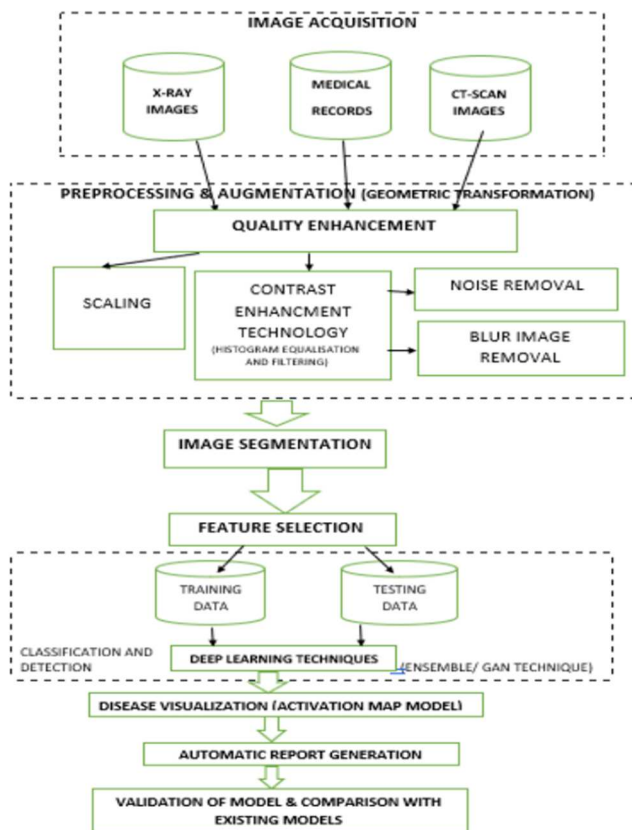 IMAGE ACQUISITION
X-RAY
IMAGES
MEDICAL
RECORDS
CT-SCAN
IMAGES
PREPROCESSING & AUGMENTATION (GEOMETRIC TRANSFORMATION)
QUALITY ENHANCEMENT
SCALING
CONTRAST
ENHANCMENT
TECHNOLOGY
(HISTOGRAM EQUALISATION
AND FILTERING)
NOISE REMOVAL
BLUR IMAGE
REMOVAL
IMAGE SEGMENTATION
FEATURE SELECTION
TRAINING
DATA
TESTING
DATA
CLASSIFICATION AND
DETECTION
DEEP LEARNING TECHNIQUES
(ENSEMBLE/ GAN TECHNIQUE)
DISEASE VISUALIZATION (ACTIVATION MAP MODEL)
AUTOMATIC REPORT GENERATION
VALIDATION OF MODEL & COMPARISON WITH
EXISTING MODELS